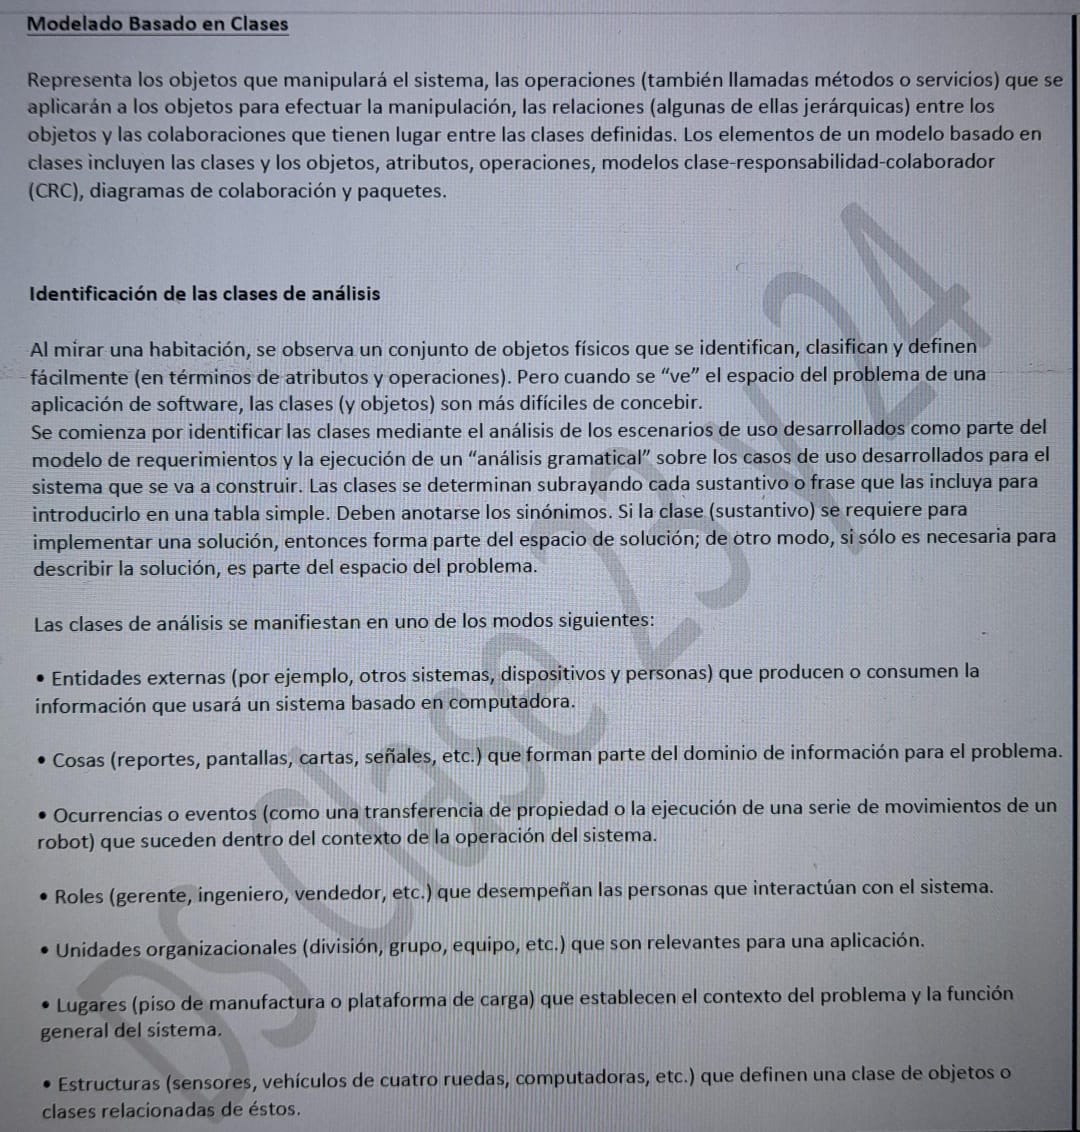 Modelado Basado en Clases
Representa los objetos que manipulará el sistema, las operaciones (también llamadas métodos o servicios) que se
aplicarán a los objetos para efectuar la manipulación, las relaciones (algunas de ellas jerárquicas) entre los
objetos y las colaboraciones que tienen lugar entre las clases definidas. Los elementos de un modelo basado en
clases incluyen las clases y los objetos, atributos, operaciones, modelos clase-responsabilidad-colaborador
(CRC), diagramas de colaboración y paquetes.
Identificación de las clases de análisis
Al mirar una habitación, se observa un conjunto de objetos físicos que se identifican, clasifican y definen
fácilmente (en términos de atributos y operaciones). Pero cuando se “ve” el espacio del problema de una
aplicación de software, las clases (y objetos) son más difíciles de concebir.
Se comienza por identificar las clases mediante el análisis de los escenarios de uso desarrollados como parte del
modelo de requerimientos y la ejecución de un “análisis gramatical” sobre los casos de uso desarrollados para el
sistema que se va a construir. Las clases se determinan subrayando cada sustantivo o frase que las incluya para
introducirlo en una tabla simple. Deben anotarse los sinónimos. Si la clase (sustantivo) se requiere para
implementar una solución, entonces forma parte del espacio de solución; de otro modo, si sólo es necesaria para
describir la solución, es parte del espacio del problema.
Las clases de análisis se manifiestan en uno de los modos siguientes:
• Entidades externas (por ejemplo, otros sistemas, dispositivos y personas) que producen o consumen la
información que usará un sistema basado en computadora.
• Cosas (reportes, pantallas, cartas, señales, etc.) que forman parte del dominio de información para el problema.
• Ocurrencias o eventos (como una transferencia de propiedad o la ejecución de una serie de movimientos de un
robot) que suceden dentro del contexto de la operación del sistema.
• Roles (gerente, ingeniero, vendedor, etc.) que desempeñan las personas que interactúan con el sistema.
• Unidades organizacionales (división, grupo, equipo, etc.) que son relevantes para una aplicación.
• Lugares (piso de manufactura o plataforma de carga) que establecen el contexto del problema y la función
general del sistema.
• Estructuras (sensores, vehículos de cuatro ruedas, computadoras, etc.) que definen una clase de objetos o
clases relacionadas de éstos.
DS Clase 23 y 24